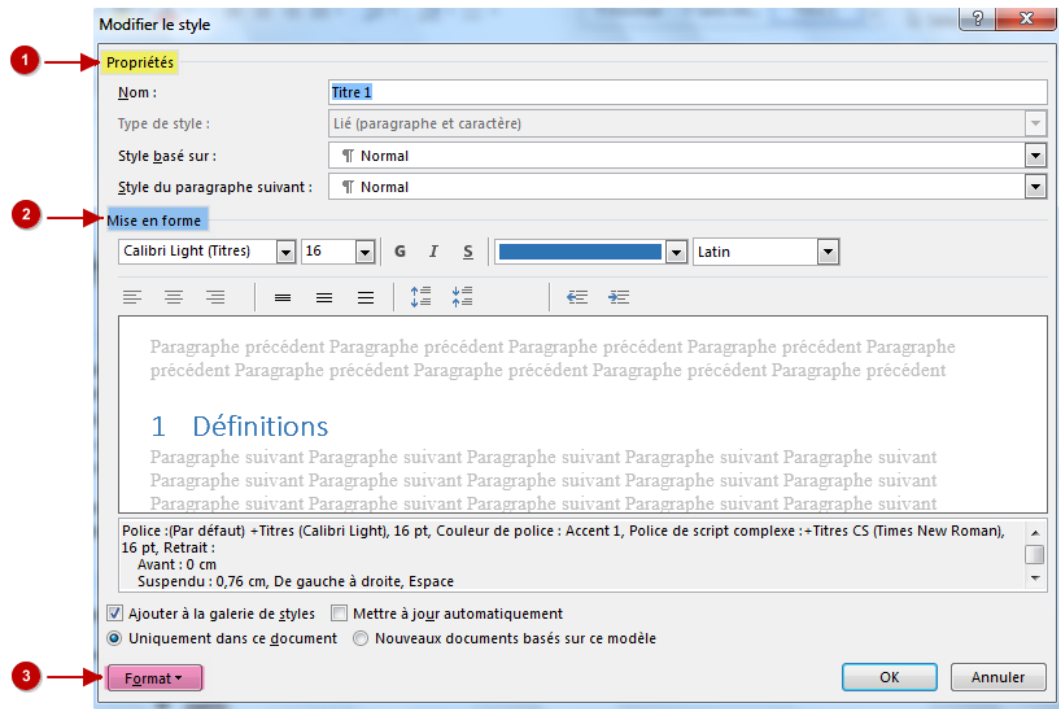 Modifier le style
1
Propriétés
Nom :
Titre 1
Type de style :
Lié (paragraphe et caractère)
Style basé sur :
¶ Normal
Style du paragraphe suivant :
¶ Normal
2
Mise en forme
Calibri Light (Titres) 16 G I S Latin
Paragraphe précédent Paragraphe précédent Paragraphe précédent Paragraphe précédent Paragraphe
précédent Paragraphe précédent Paragraphe précédent Paragraphe précédent Paragraphe précédent
1 Définitions
Paragraphe suivant Paragraphe suivant Paragraphe suivant Paragraphe suivant Paragraphe suivant
Paragraphe suivant Paragraphe suivant Paragraphe suivant Paragraphe suivant Paragraphe suivant
Paragraphe suivant Paragraphe suivant Paragraphe suivant Paragraphe suivant Paragraphe suivant
Police :(Par défaut) +Titres (Calibri Light), 16 pt, Couleur de police : Accent 1, Police de script complexe :+Titres CS (Times New Roman),
16 pt, Retrait :
Avant : 0 cm
Suspendu : 0,76 cm, De gauche à droite, Espace
Ajouter à la galerie de styles Mettre à jour automatiquement
Uniquement dans ce document Nouveaux documents basés sur ce modèle
3
Format OK Annuler